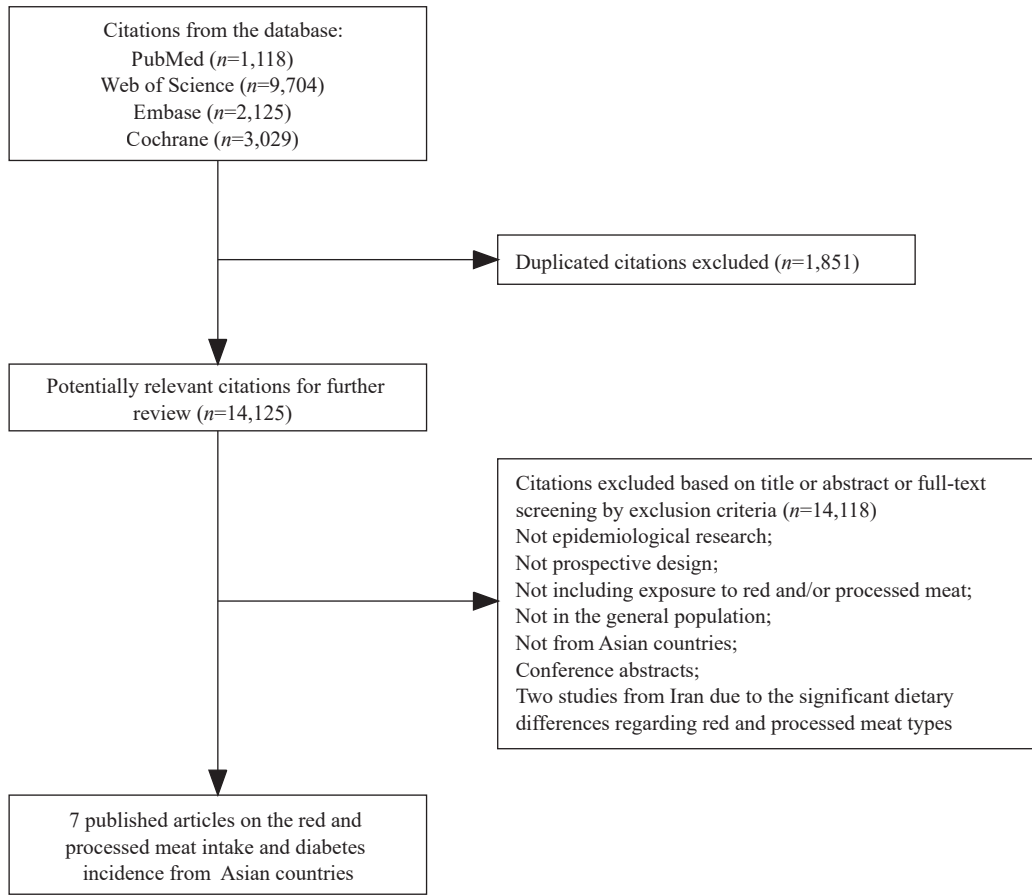 Citations from the database:
PubMed (n=1,118)
Web of Science (n=9,704)
Embase (n=2,125)
Cochrane (n=3,029)
Duplicated citations excluded (n=1,851)
Potentially relevant citations for further
review (n=14,125)
Citations excluded based on title or abstract or full-text
screening by exclusion criteria (n=14,118)
Not epidemiological research;
Not prospective design;
Not including exposure to red and/or processed meat;
Not in the general population;
Not from Asian countries;
Conference abstracts;
Two studies from Iran due to the significant dietary
differences regarding red and processed meat types
7 published articles on the red and
processed meat intake and diabetes
incidence from Asian countries